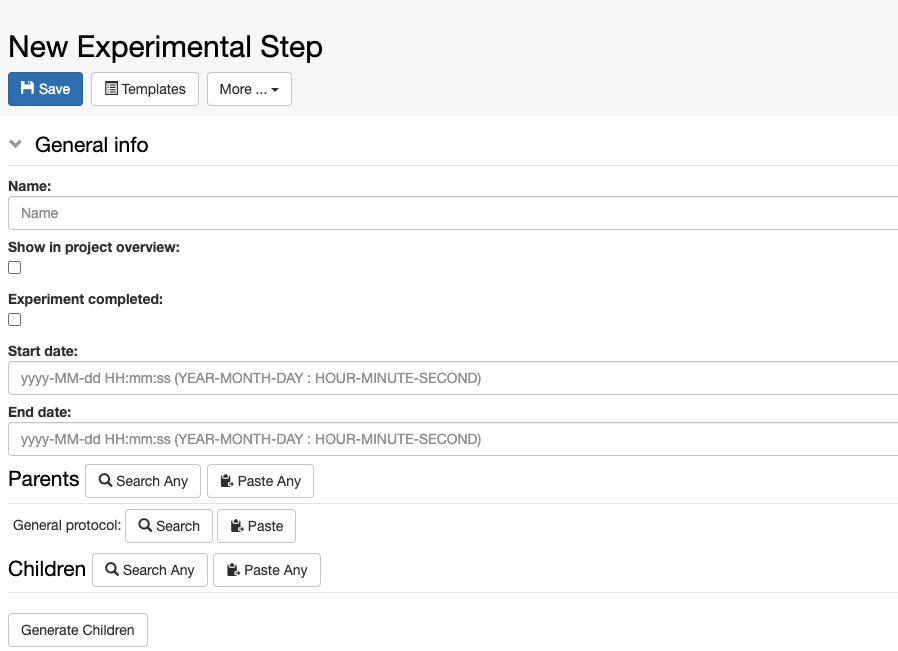 New Experimental Step
Save Templates More ...
General info
Name:
Name
Show in project overview:
Experiment completed:
Start date:
yyyy-MM-dd HH:mm:ss (YEAR-MONTH-DAY : HOUR-MINUTE-SECOND)
End date:
yyyy-MM-dd HH:mm:ss (YEAR-MONTH-DAY : HOUR-MINUTE-SECOND)
Parents Search Any Paste Any
General protocol: Search Paste
Children Search Any Paste Any
Generate Children